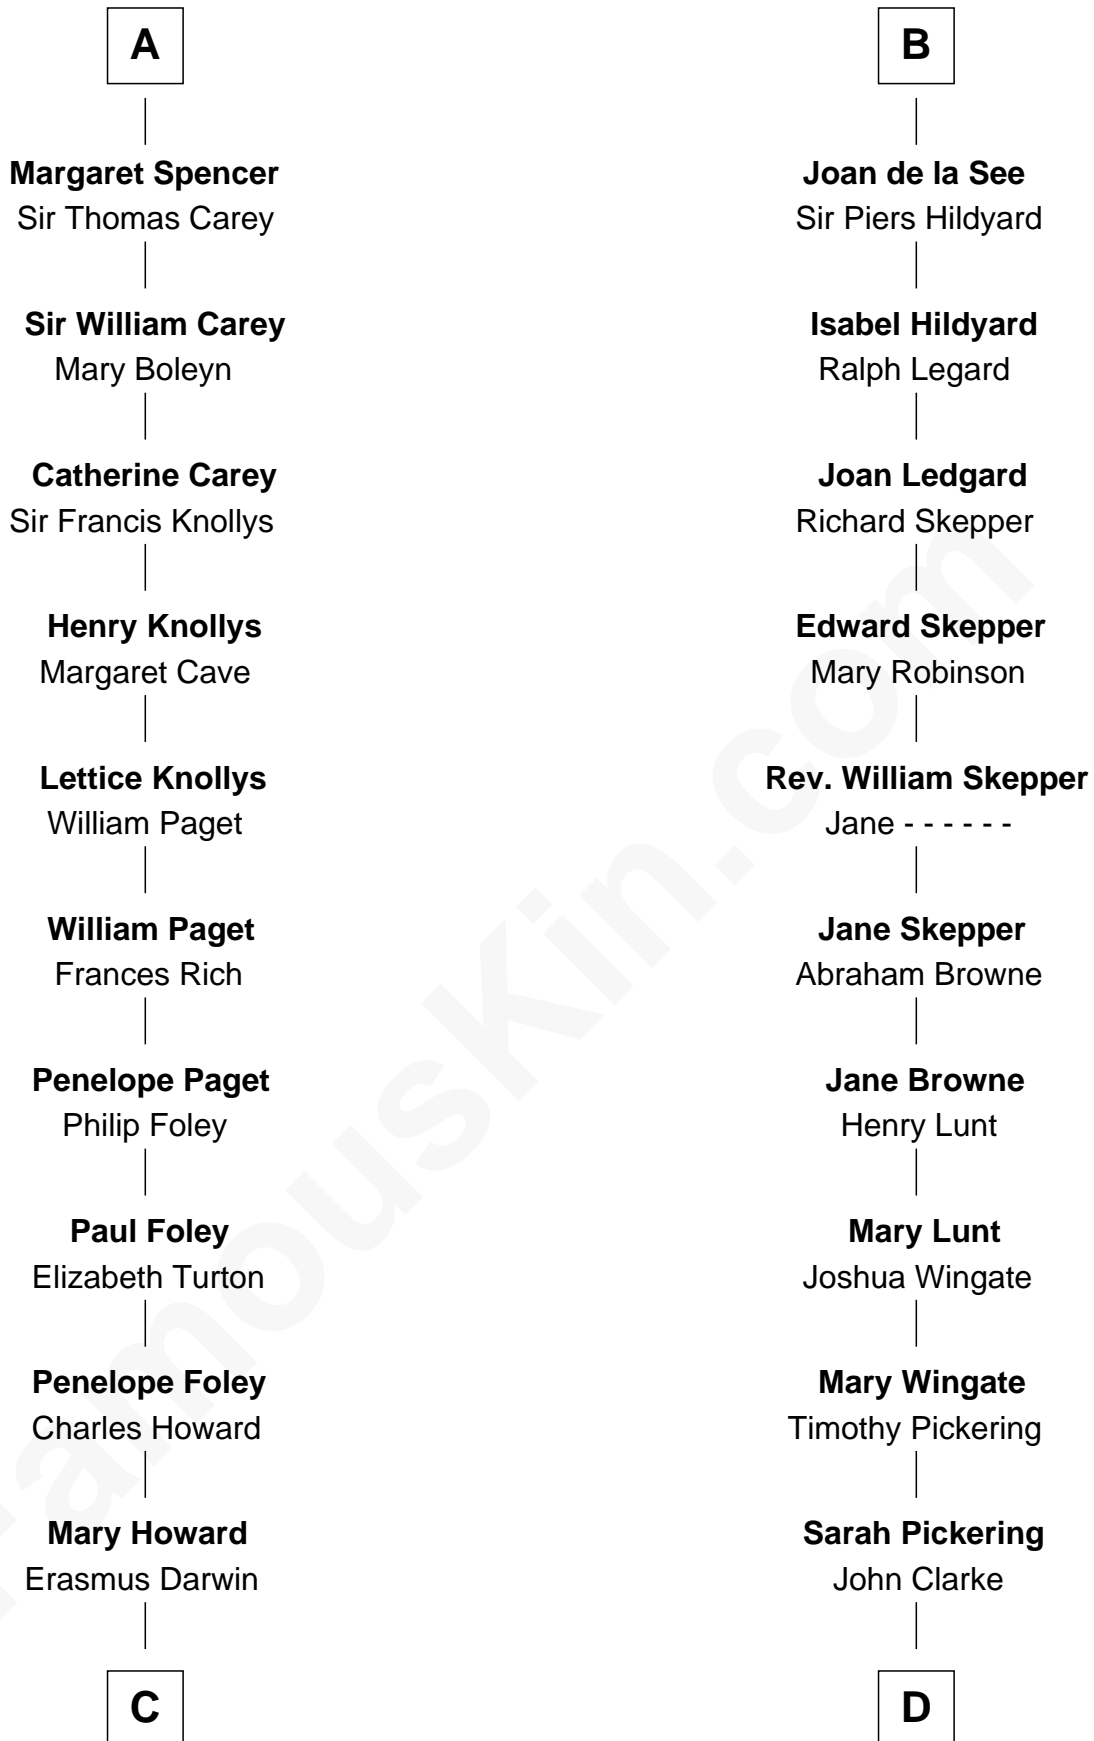 A
Margaret Spencer
Sir Thomas Carey
Sir William Carey
Mary Boleyn
Catherine Carey
Sir Francis Knollys
Henry Knollys
Margaret Cave
Lettice Knollys
William Paget
William Paget
Frances Rich
Penelope Paget
Philip Foley
Paul Foley
Elizabeth Turton
Penelope Foley
Charles Howard
Mary Howard
Erasmus Darwin
C
B
Joan de la See
Sir Piers Hildyard
Isabel Hildyard
Ralph Legard
Joan Ledgard
Richard Skepper
Edward Skepper
Mary Robinson
Rev. William Skepper
Jane - - - - - -
Jane Skepper
Abraham Browne
Jane Browne
Henry Lunt
Mary Lunt
Joshua Wingate
Mary Wingate
Timothy Pickering
Sarah Pickering
John Clarke
D
FamousKin.com